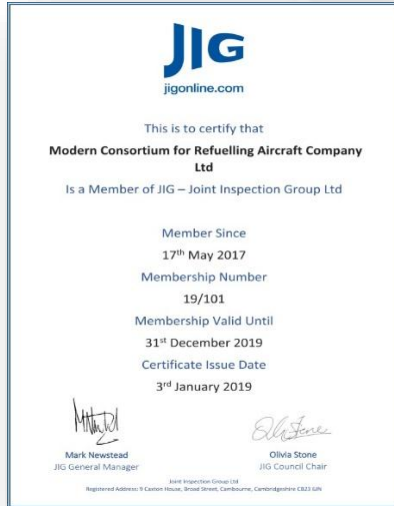 JIG
jigonline.com
This is to certify that
Modern Consortium for Refuelling Aircraft Company
Ltd
Is a Member of JIG – Joint Inspection Group Ltd
Member Since
17th May 2017
Membership Number
19/101
Membership Valid Until
31st December 2019
Certificate Issue Date
3rd January 2019
Mark Newstead
JIG General Manager
Olivia Stone
JIG Council Chair
Joint Inspection Group Ltd
Registered Address: 9 Caxton House, Broad Street, Cambourne, Cambridgeshire CB23 6JN